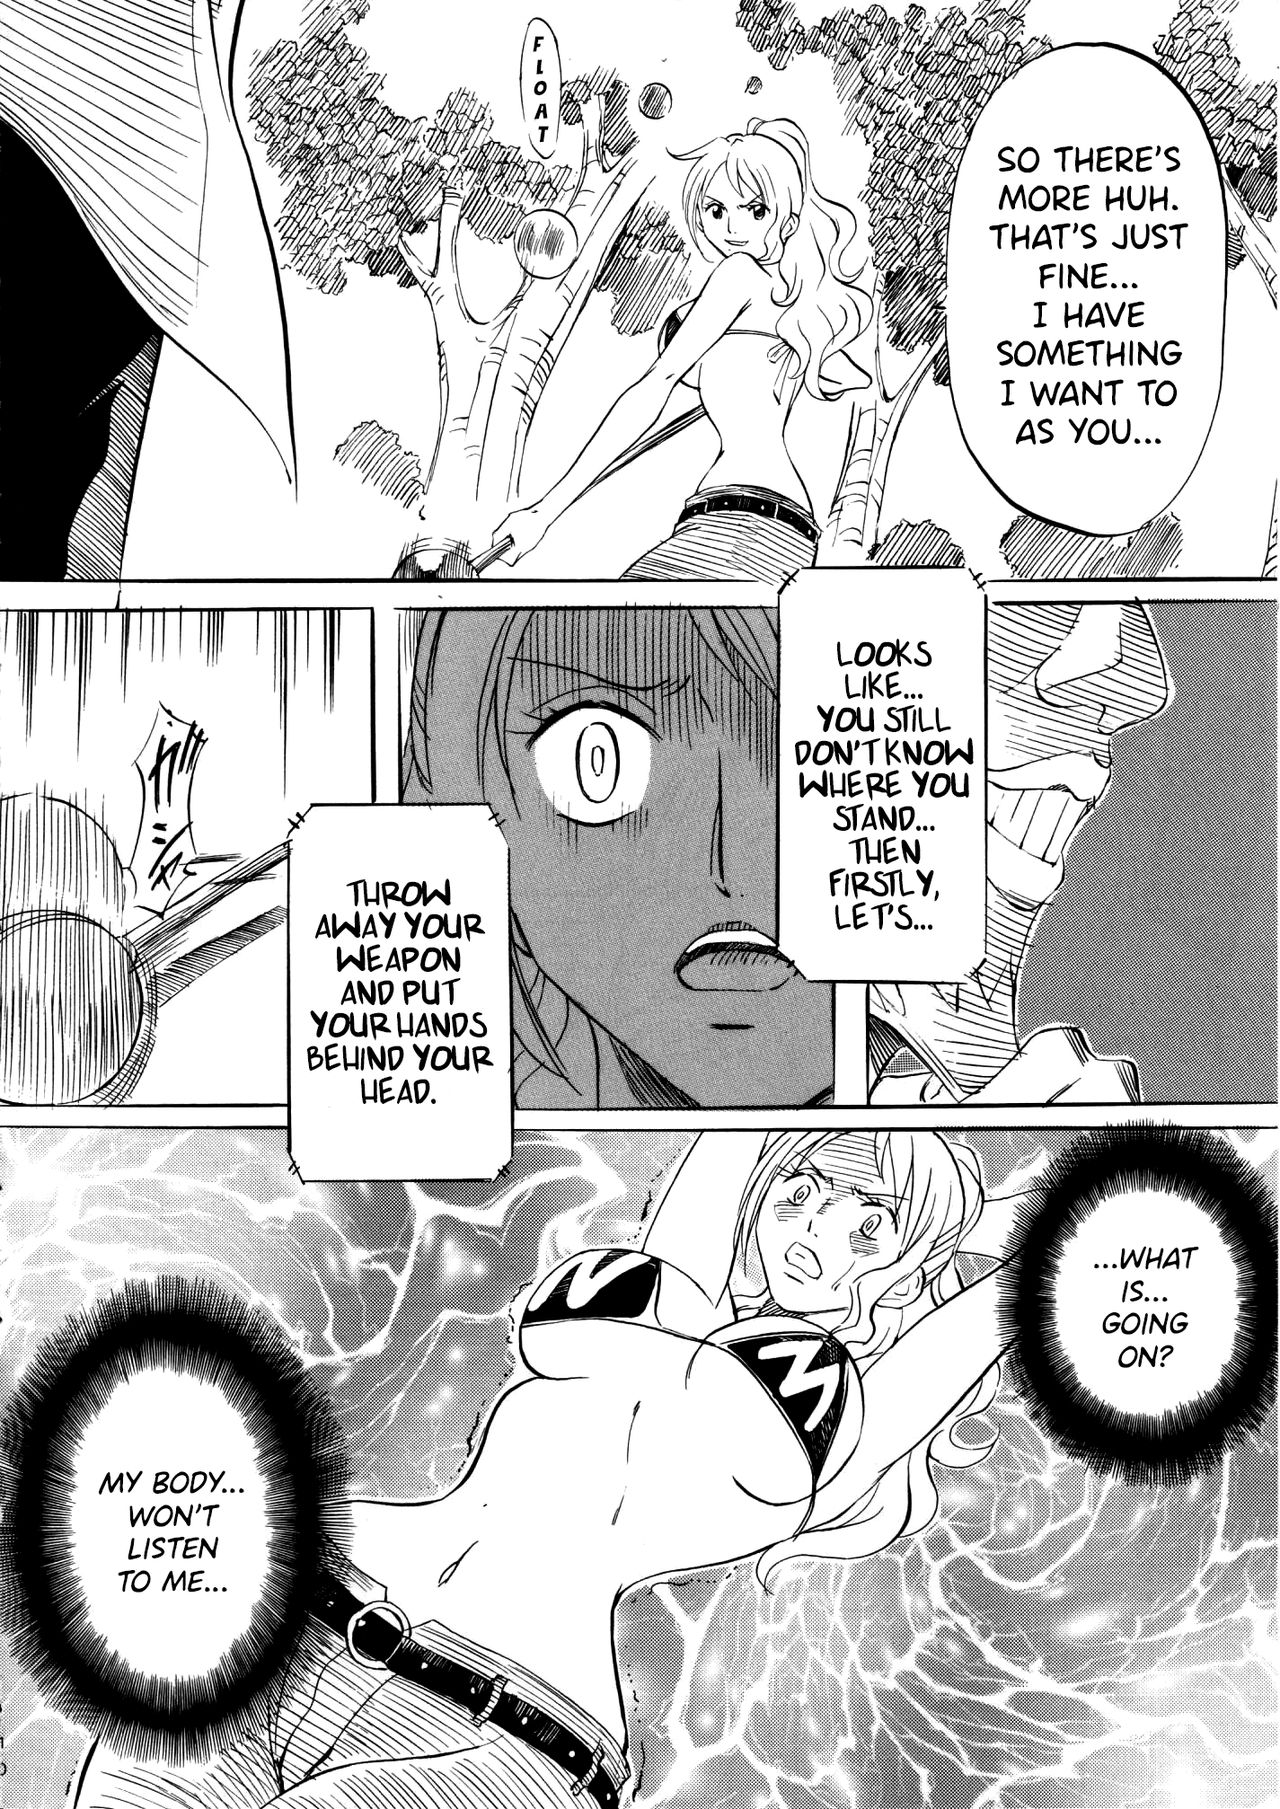 FLOAT
SO THERE'S
MORE HUH.
THAT'S JUST
FINE...
I HAVE
SOMETHING
I WANT TO
AS YOU...
LOOKS
LIKE...
YOU STILL
DON'T KNOW
WHERE YOU
STAND...
THEN
FIRSTLY,
LET'S...
THROW
AWAY YOUR
WEAPON
AND PUT
YOUR HANDS
BEHIND YOUR
HEAD.
...WHAT
IS...
GOING
ON?
MY BODY...
WON'T
LISTEN
TO ME...